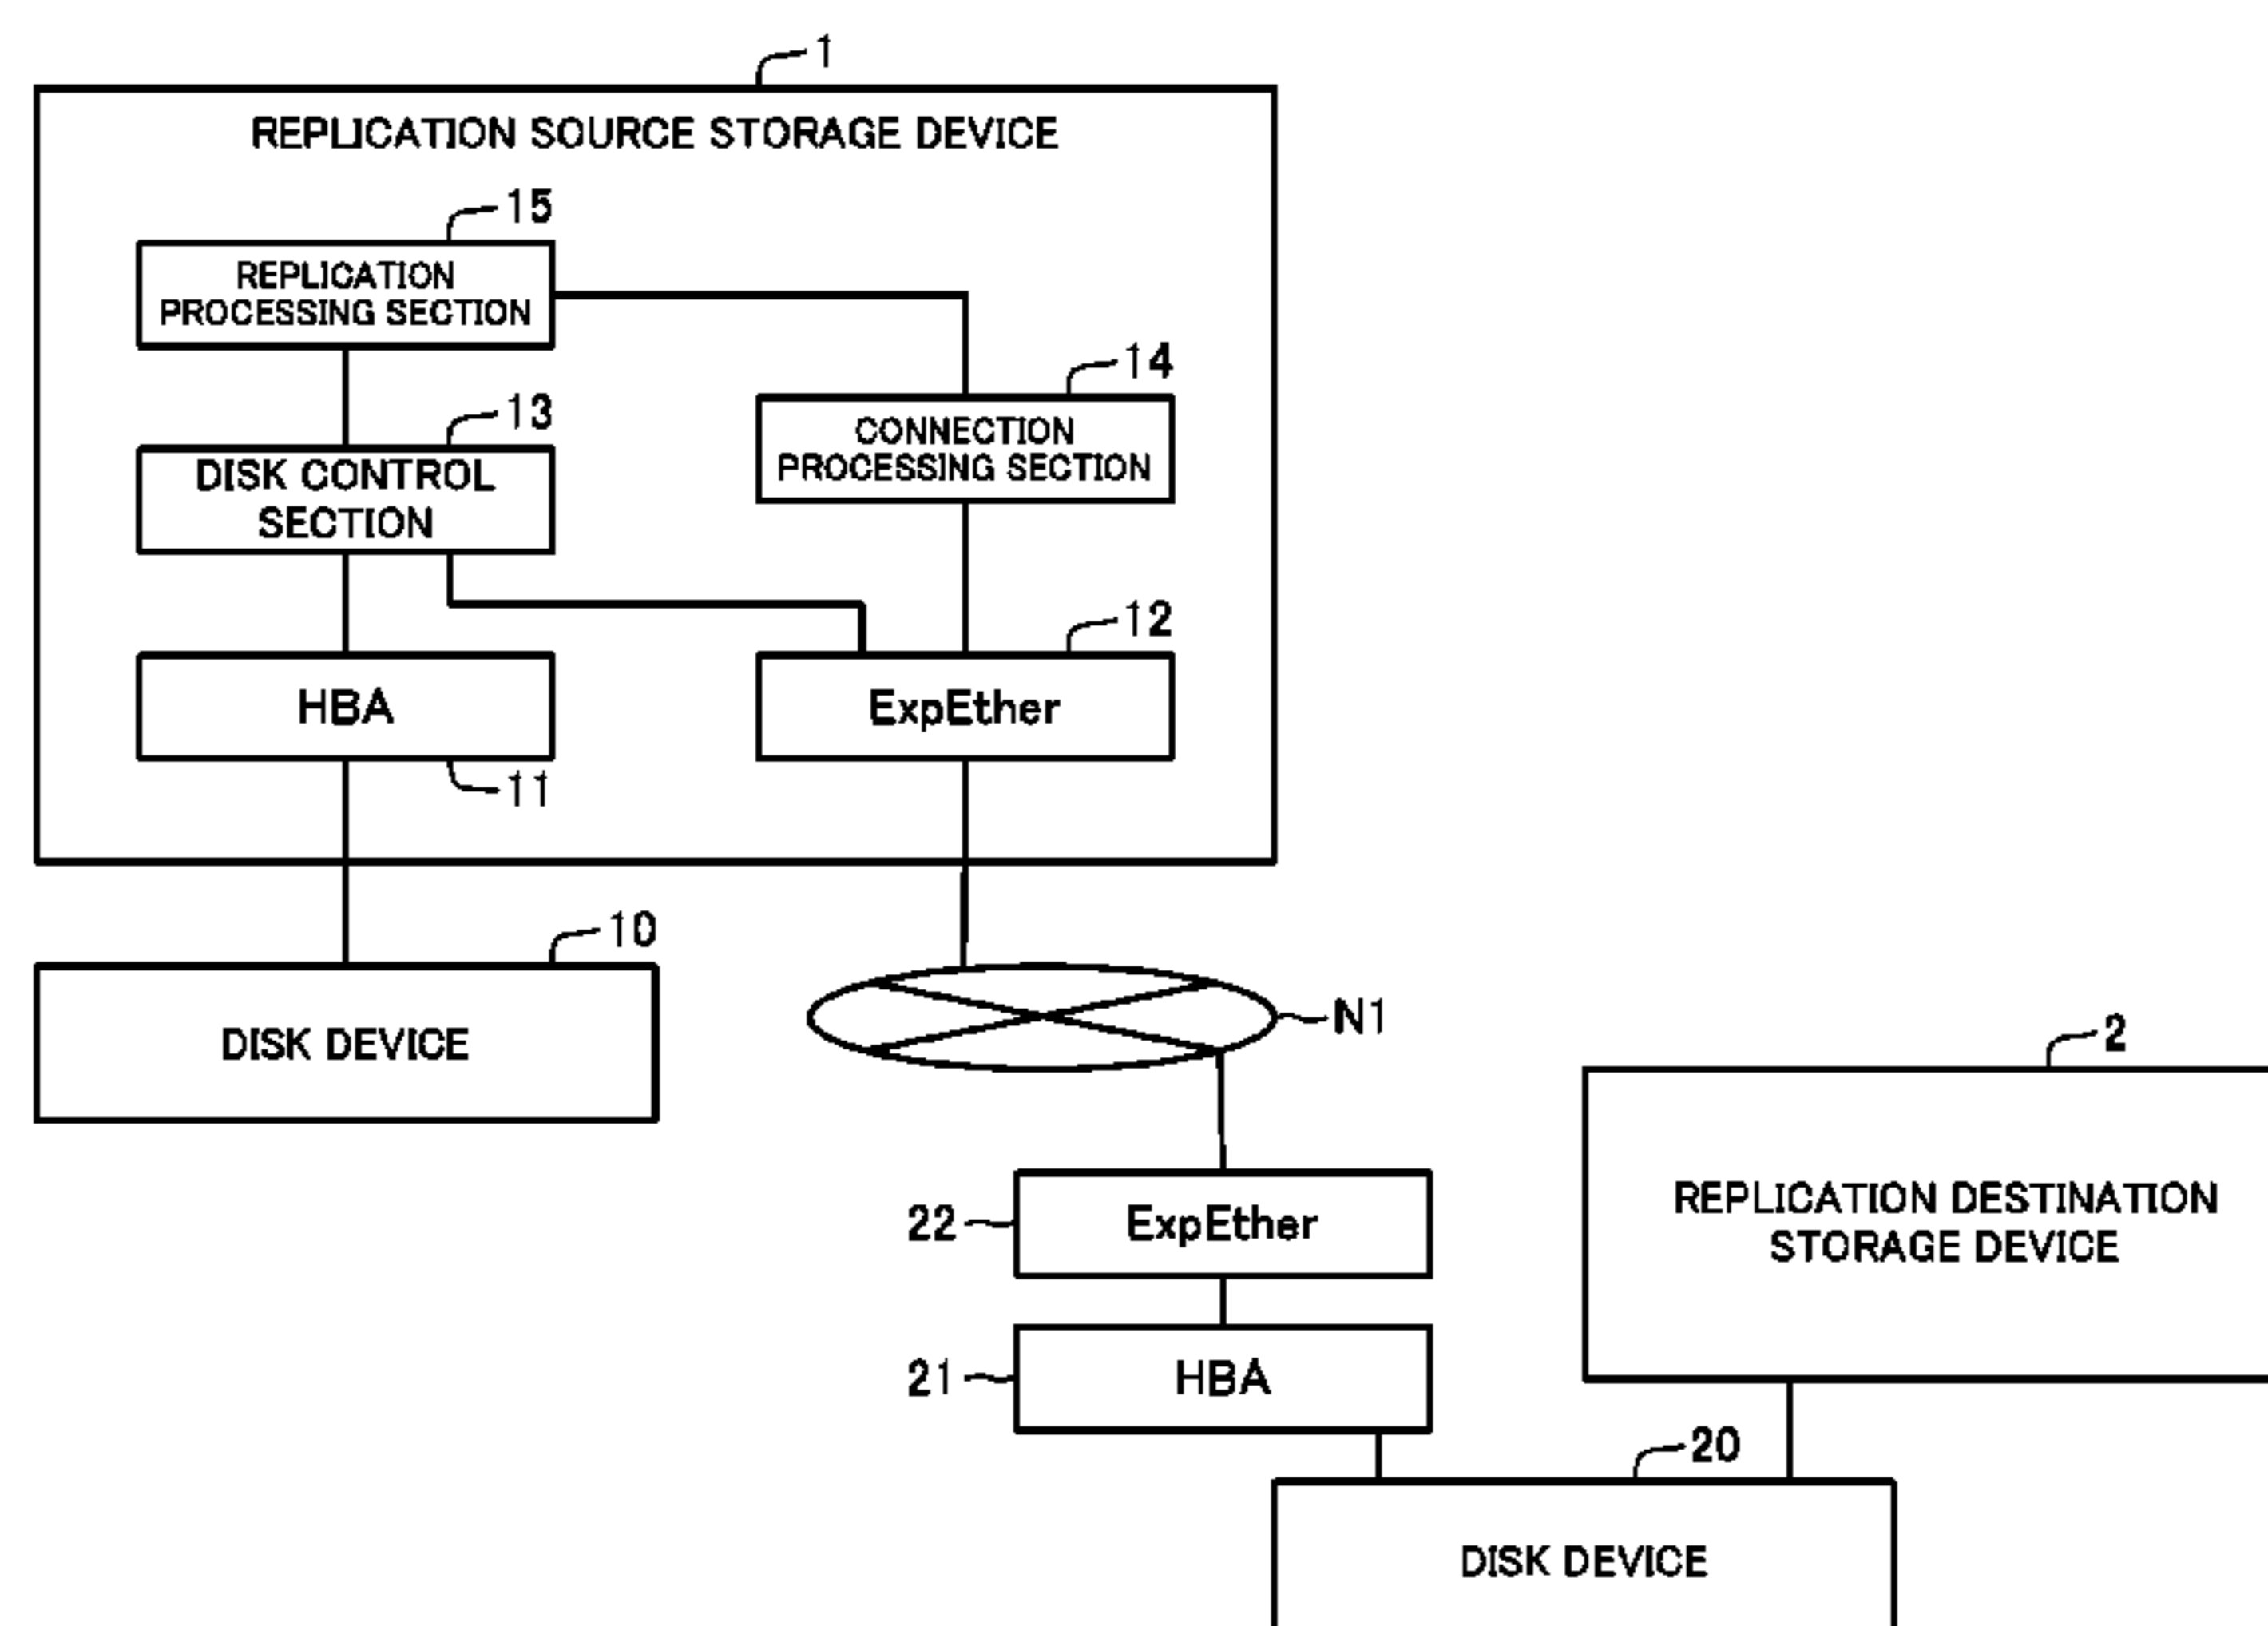 1
REPLICATION SOURCE STORAGE DEVICE
15
REPLICATION
PROCESSING SECTION
14
CONNECTION
PROCESSING SECTION
13
DISK CONTROL
SECTION
12
HBA
ExpEther
11
10
DISK DEVICE
N1
2
REPLICATION DESTINATION
STORAGE DEVICE
22
ExpEther
21
HBA
20
DISK DEVICE